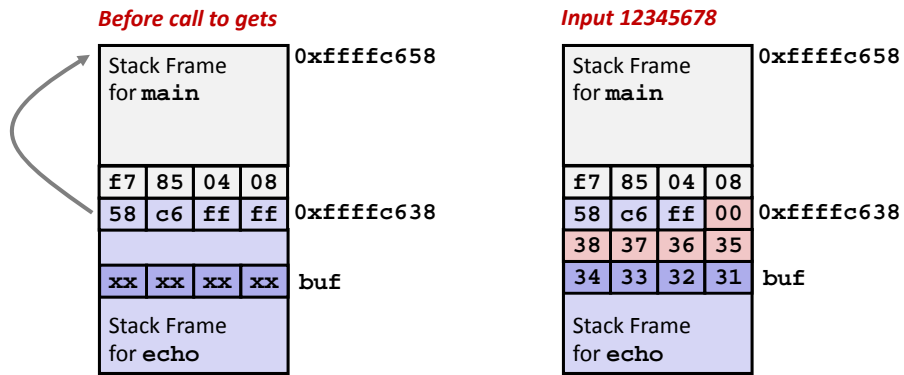 Before call to gets
Stack Frame
for main
0xffffc658
f7 85 04 08
58 c6 ff ff
0xffffc638
xx xx xx xx
buf
Stack Frame
for echo
Input 12345678
Stack Frame
for main
0xffffc658
f7 85 04 08
58 c6 ff 00
0xffffc638
38 37 36 35
34 33 32 31
buf
Stack Frame
for echo